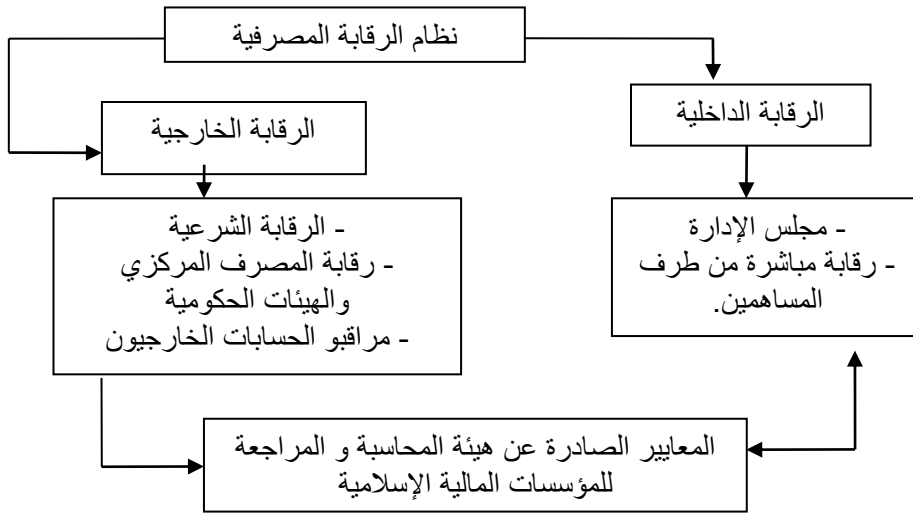 نظام الرقابة المصرفية
الرقابة الداخلية
الرقابة الخارجية
- مجلس الإدارة
- رقابة مباشرة من طرف
المساهمين.
- الرقابة الشرعية
- رقابة المصرف المركزي
والهيئات الحكومية
- مراقبو الحسابات الخارجيون
المعايير الصادرة عن هيئة المحاسبة و المراجعة
للمؤسسات المالية الإسلامية